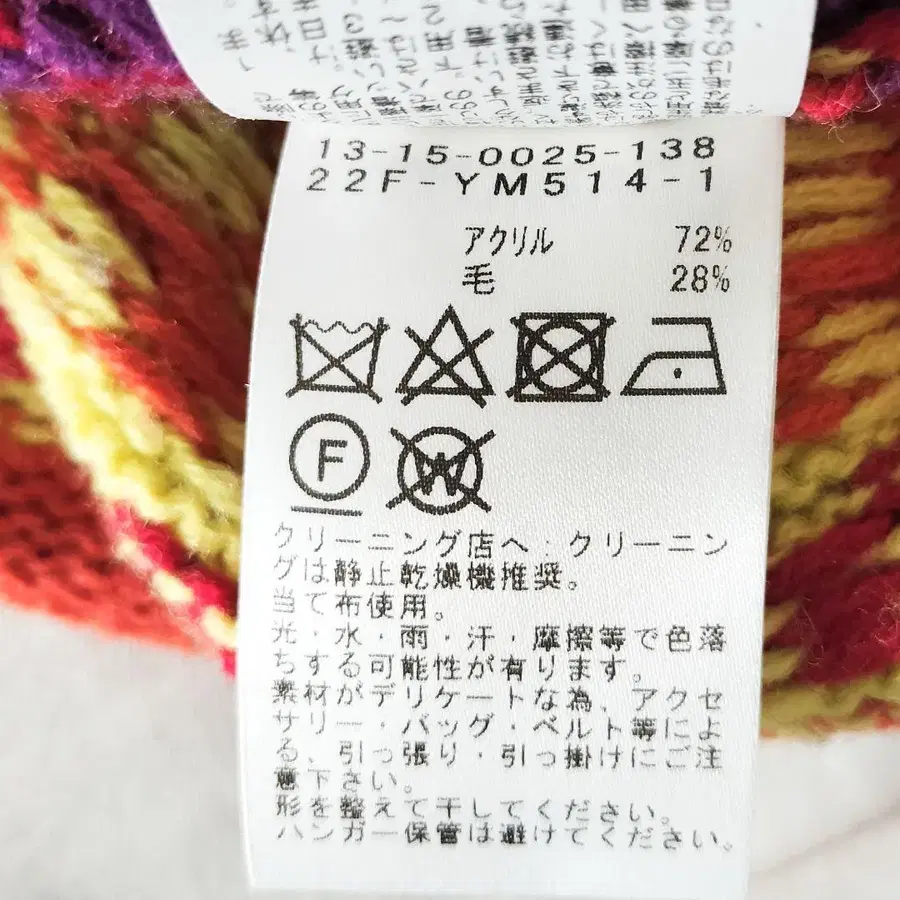 13-15-0025-138
22F-YM514-1
アクリル 72%
毛 28%
F
W
クリーニング店へ:クリーニン
グは静止乾燥機推奨。
当て布使用。
光・水・雨・汗・摩擦等で色落
ちする可能性が有ります。
素材がデリケートな為、アクセ
サリー・バッグ・ベルト等によ
る、引っ張り・引っ掛けにご注
意下さい。
形を整えて干してください。
ハンガー保管は避けてください。